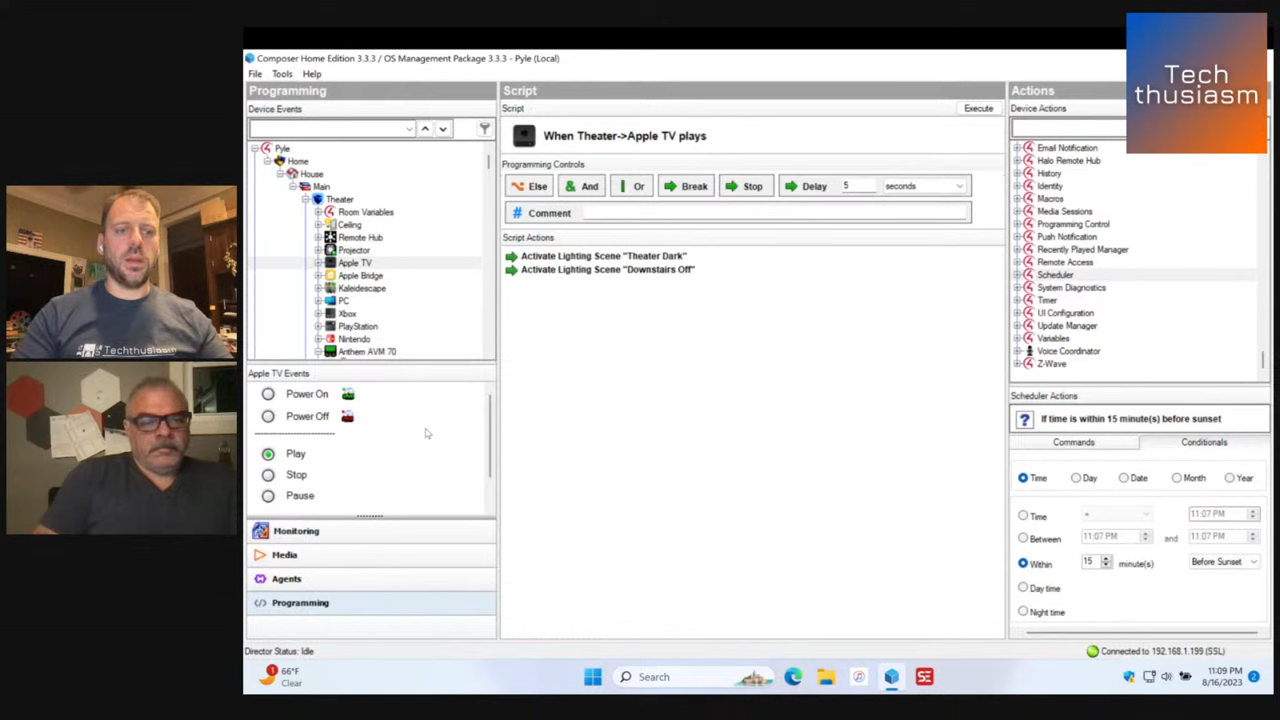 Tech
thusiasm
Composer Home Edition 3.3.3 / OS Management Package 3.3.3 - Pyle (Local)
File Tools Help
Programming
Device Events
Pyle
Home
House
Main
Theater
Room Variables
Ceiling
Remote Hub
Projector
Apple TV
Apple Bridge
Kaleidescape
PC
Xbox
PlayStation
Nintendo
Anthem AVM 70
Apple TV Events
Power On
Power Off
Play
Stop
Pause
Monitoring
Media
Agents
Programming
Script
Script
Execute
When Theater->Apple TV plays
Programming Controls
Else And Or Break Stop Delay 5 seconds
# Comment
Script Actions
Activate Lighting Scene "Theater Dark"
Activate Lighting Scene "Downstairs Off"
Actions
Device Actions
Email Notification
Halo Remote Hub
History
Identity
Macros
Media Sessions
Programming Control
Push Notification
Recently Played Manager
Remote Access
Scheduler
System Diagnostics
Timer
UI Configuration
Update Manager
Variables
Voice Coordinator
Z-Wave
Scheduler Actions
? If time is within 15 minute(s) before sunset
Commands Conditionals
Time Day Date Month Year
Time = 11:07 PM
Between 11:07 PM and 11:07 PM
Within 15 minute(s) Before Sunset
Day time
Night time
Director Status: Idle
Connected to 192.168.1.199 (SSL)
1 66°F
Clear
Search
SE
11:09 PM
8/16/2023
2
Techthusiasm